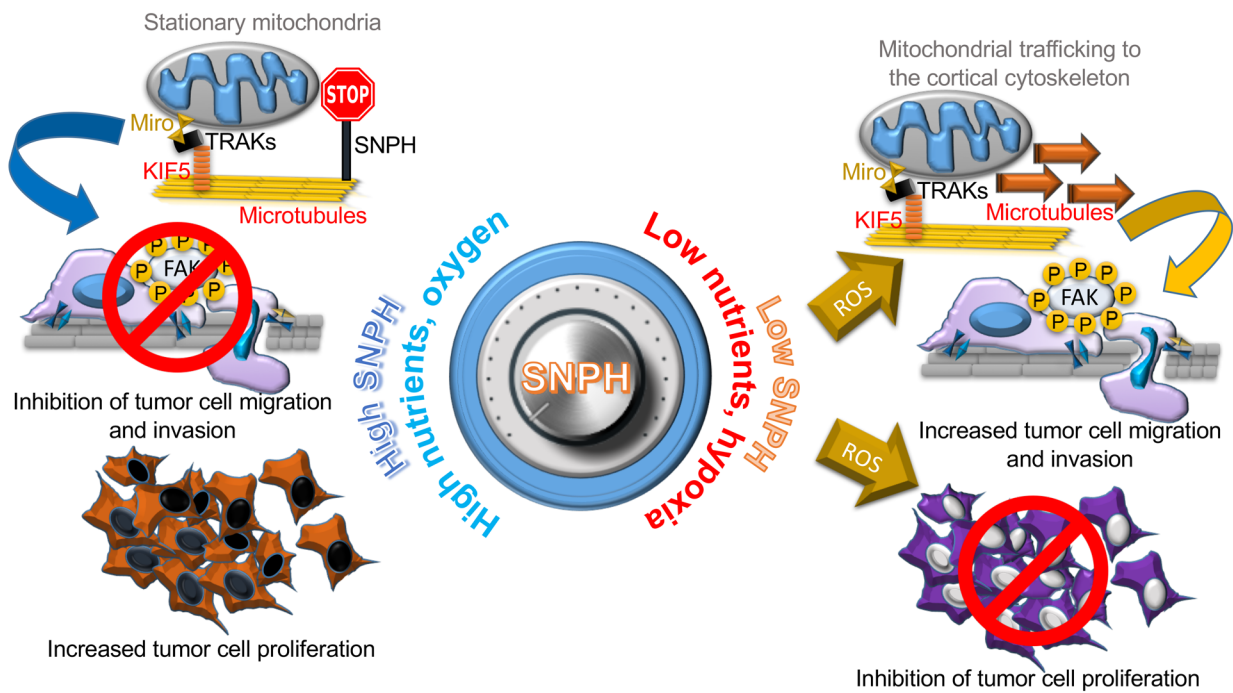 Stationary mitochondria
STOP
Miro
TRAKs
SNPH
KIF5
Microtubules
P P P
P FAK P
P P P
Inhibition of tumor cell migration
and invasion
Increased tumor cell proliferation
High SNPH
High nutrients, oxygen
SNPH
Low nutrients, hypoxia
Low SNPH
Mitochondrial trafficking to
the cortical cytoskeleton
Miro
TRAKs
KIF5
Microtubules
ROS
P P P
P FAK P
P P P
Increased tumor cell migration
and invasion
ROS
Inhibition of tumor cell proliferation